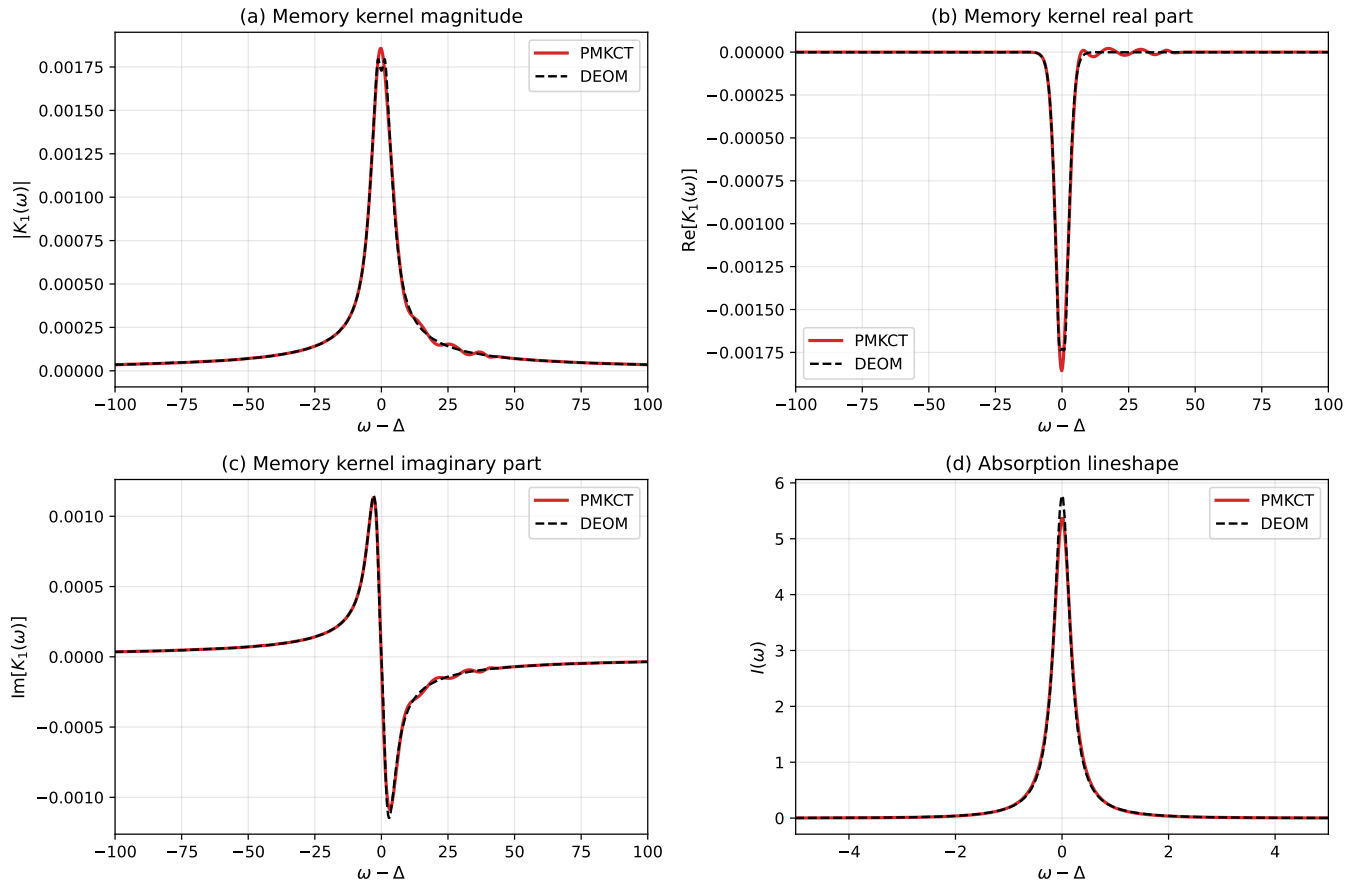 (a) Memory kernel magnitude
|K₁(ω)|
0.00175
0.00150
0.00125
0.00100
0.00075
0.00050
0.00025
0.00000
PMKCT
DEOM
−100 −75 −50 −25 0 25 50 75 100
ω − Δ
(b) Memory kernel real part
Re[K₁(ω)]
0.00000
−0.00025
−0.00050
−0.00075
−0.00100
−0.00125
−0.00150
−0.00175
PMKCT
DEOM
−100 −75 −50 −25 0 25 50 75 100
ω − Δ
(c) Memory kernel imaginary part
Im[K₁(ω)]
0.0010
0.0005
0.0000
−0.0005
−0.0010
PMKCT
DEOM
−100 −75 −50 −25 0 25 50 75 100
ω − Δ
(d) Absorption lineshape
I(ω)
6
5
4
3
2
1
0
PMKCT
DEOM
−4 −2 0 2 4
ω − Δ